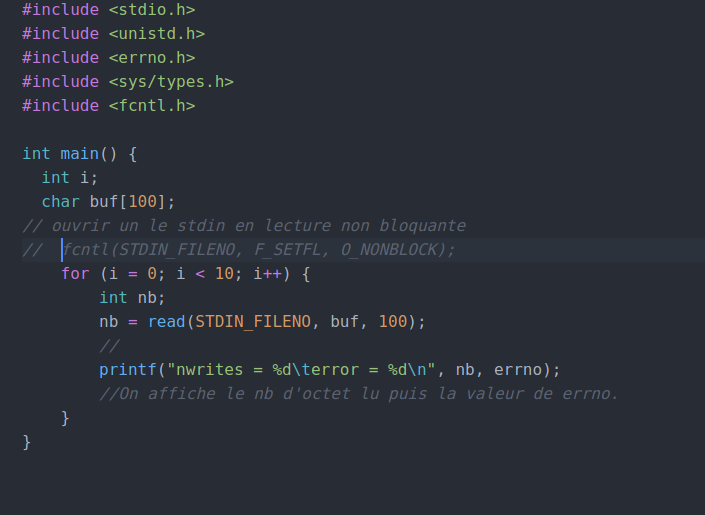 #include <stdio.h>
#include <unistd.h>
#include <errno.h>
#include <sys/types.h>
#include <fcntl.h>
int main() {
int i;
char buf[100];
// ouvrir un le stdin en lecture non bloquante
// fcntl(STDIN_FILENO, F_SETFL, O_NONBLOCK);
for (i = 0; i < 10; i++) {
int nb;
nb = read(STDIN_FILENO, buf, 100);
//
printf("nwrites = %d\terror = %d\n", nb, errno);
//On affiche le nb d'octet lu puis la valeur de errno.
}
}